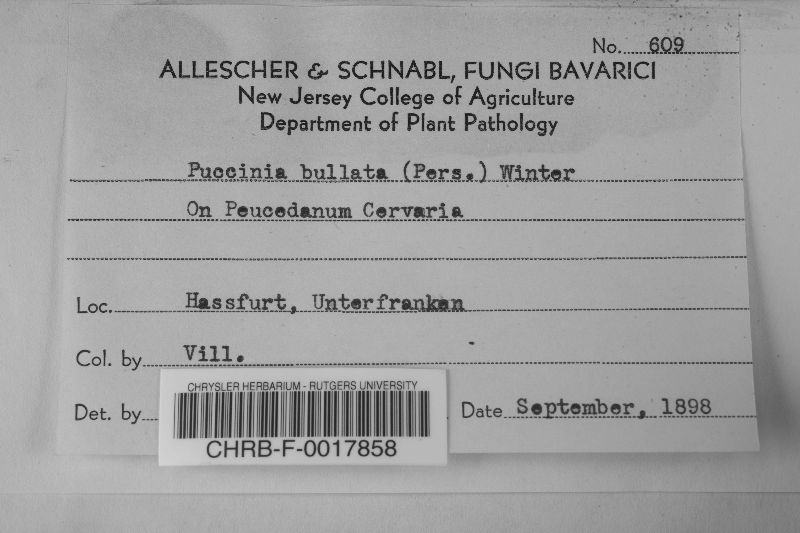 No. 609
ALLESCHER & SCHNABL, FUNGI BAVARICI
New Jersey College of Agriculture
Department of Plant Pathology
Puccinia bullata (Pers.) Winter
On Peucedanum Cervaria
Loc. Hassfurt, Unterfranken
Col. by Vill.
Det. by
Date September, 1898
CHRYSLER HERBARIUM - RUTGERS UNIVERSITY
CHRB-F-0017858